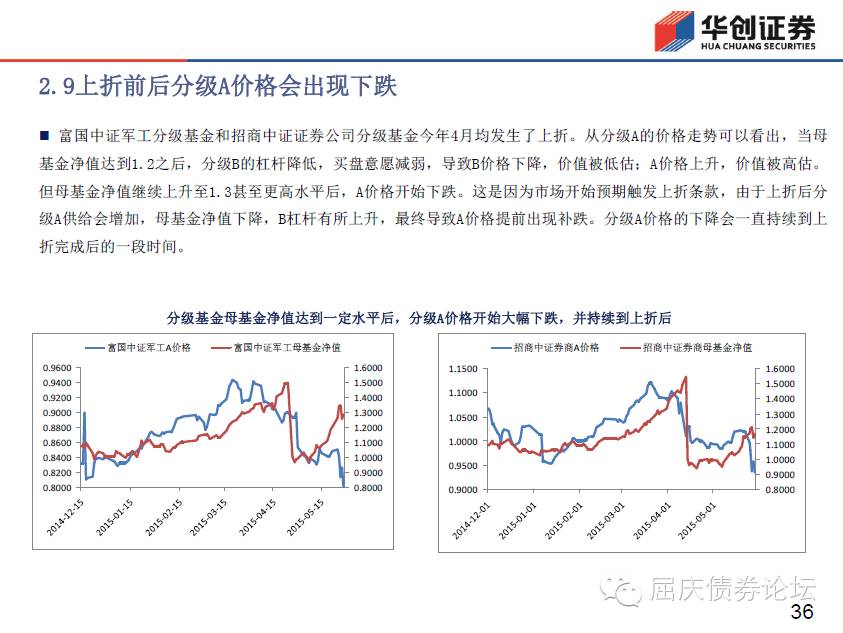 华创证券
HUA CHUANG SECURITIES
2.9上折前后分级A价格会出现下跌
■ 富国中证军工分级基金和招商中证证券公司分级基金今年4月均发生了上折。从分级A的价格走势可以看出，当母
基金净值达到1.2之后，分级B的杠杆降低，买盘意愿减弱，导致B价格下降，价值被低估；A价格上升，价值被高估。
但母基金净值继续上升至1.3甚至更高水平后，A价格开始下跌。这是因为市场开始预期触发上折条款，由于上折后分
级A供给会增加，母基金净值下降，B杠杆有所上升，最终导致A价格提前出现补跌。分级A价格的下降会一直持续到上
折完成后的一段时间。
分级基金母基金净值达到一定水平后，分级A价格开始大幅下跌，并持续到上折后
富国中证军工A价格 富国中证军工母基金净值
0.9600 1.6000
0.9400 1.5000
0.9200 1.4000
0.9000 1.3000
0.8800 1.2000
0.8600 1.1000
0.8400 1.0000
0.8200 0.9000
0.8000 0.8000
2014-12-15 2015-01-15 2015-02-15 2015-03-15 2015-04-15 2015-05-15
招商中证券商A价格 招商中证券商母基金净值
1.1500 1.6000
1.5000
1.1000 1.4000
1.0500 1.3000
1.2000
1.0000 1.1000
1.0000
0.9500 0.9000
0.9000 0.8000
2014-12-01 2015-01-01 2015-02-01 2015-03-01 2015-04-01 2015-05-01
屈庆债券论坛
36